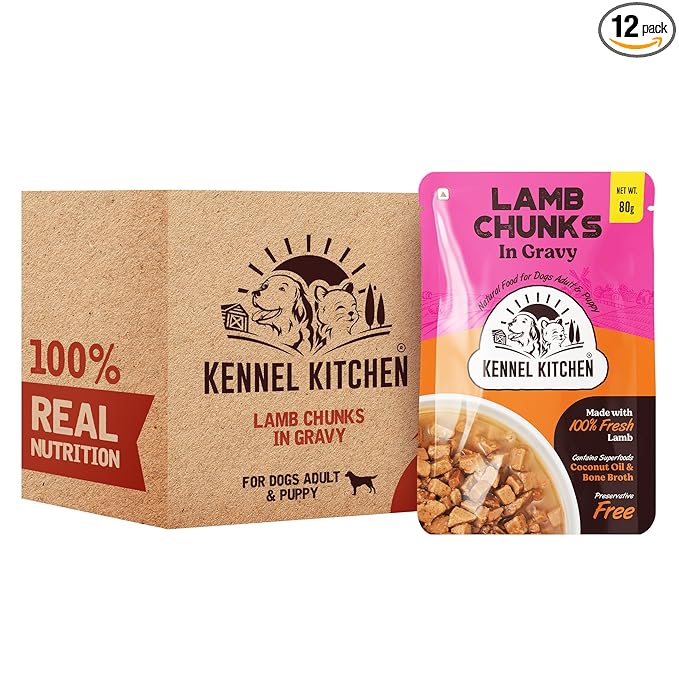 12 pack
100%
REAL
NUTRITION
KENNEL KITCHEN
®
LAMB CHUNKS
IN GRAVY
FOR DOGS ADULT
& PUPPY
LAMB
CHUNKS
In Gravy
NET WT.
80g
Natural Food for Dogs Adult & Puppy
KENNEL KITCHEN
®
Made with
100% Fresh
Lamb
Contains Superfoods
Coconut Oil &
Bone Broth
Preservative
Free